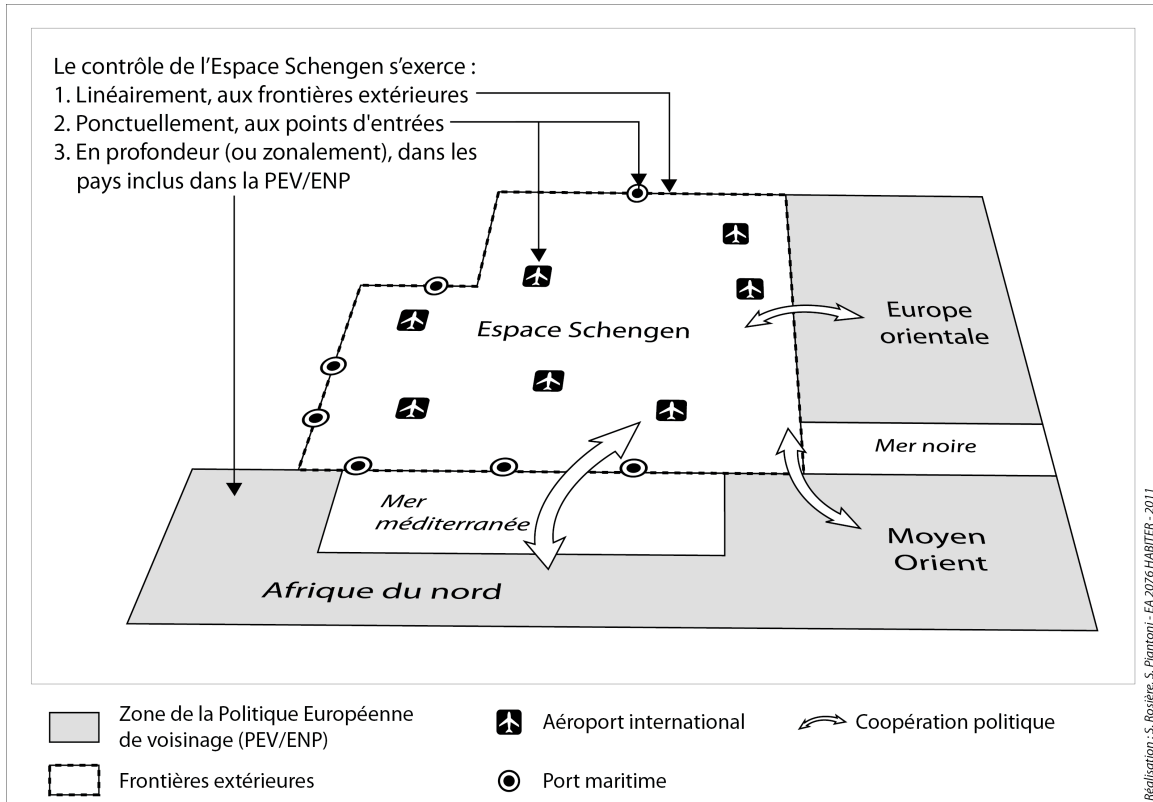 Le contrôle de l'Espace Schengen s'exerce :
1. Linéairement, aux frontières extérieures
2. Ponctuellement, aux points d'entrées
3. En profondeur (ou zonalement), dans les
pays inclus dans la PEV/ENP
Espace Schengen
Europe
orientale
Mer noire
Mer
méditerranée
Moyen
Orient
Afrique du nord
Zone de la Politique Européenne
de voisinage (PEV/ENP)
Frontières extérieures
Aéroport international
Port maritime
Coopération politique
Réalisation : S. Rosière, S. Piantoni - EA 2076 HABITER - 2011